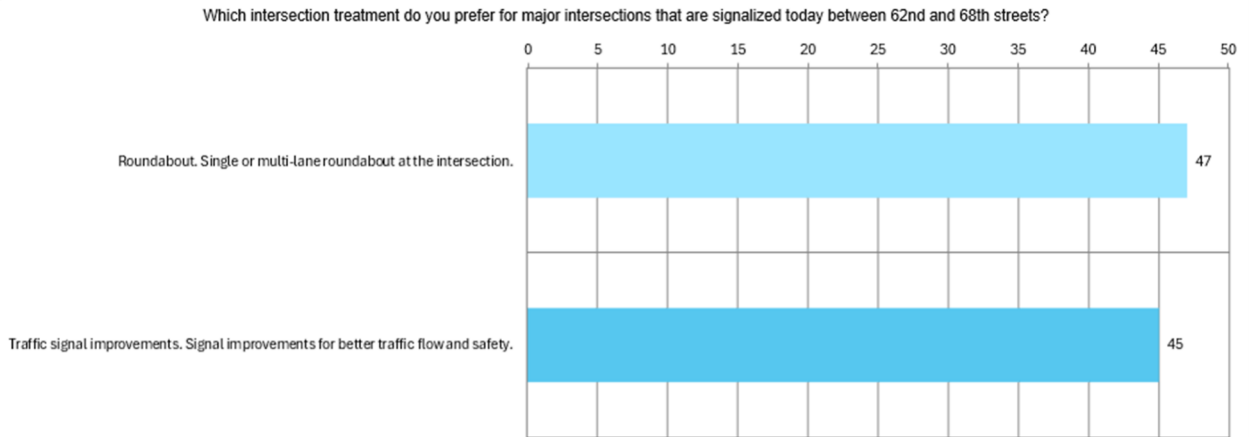 Which intersection treatment do you prefer for major intersections that are signalized today between 62nd and 68th streets?
0 5 10 15 20 25 30 35 40 45 50
Roundabout. Single or multi-lane roundabout at the intersection.
47
Traffic signal improvements. Signal improvements for better traffic flow and safety.
45